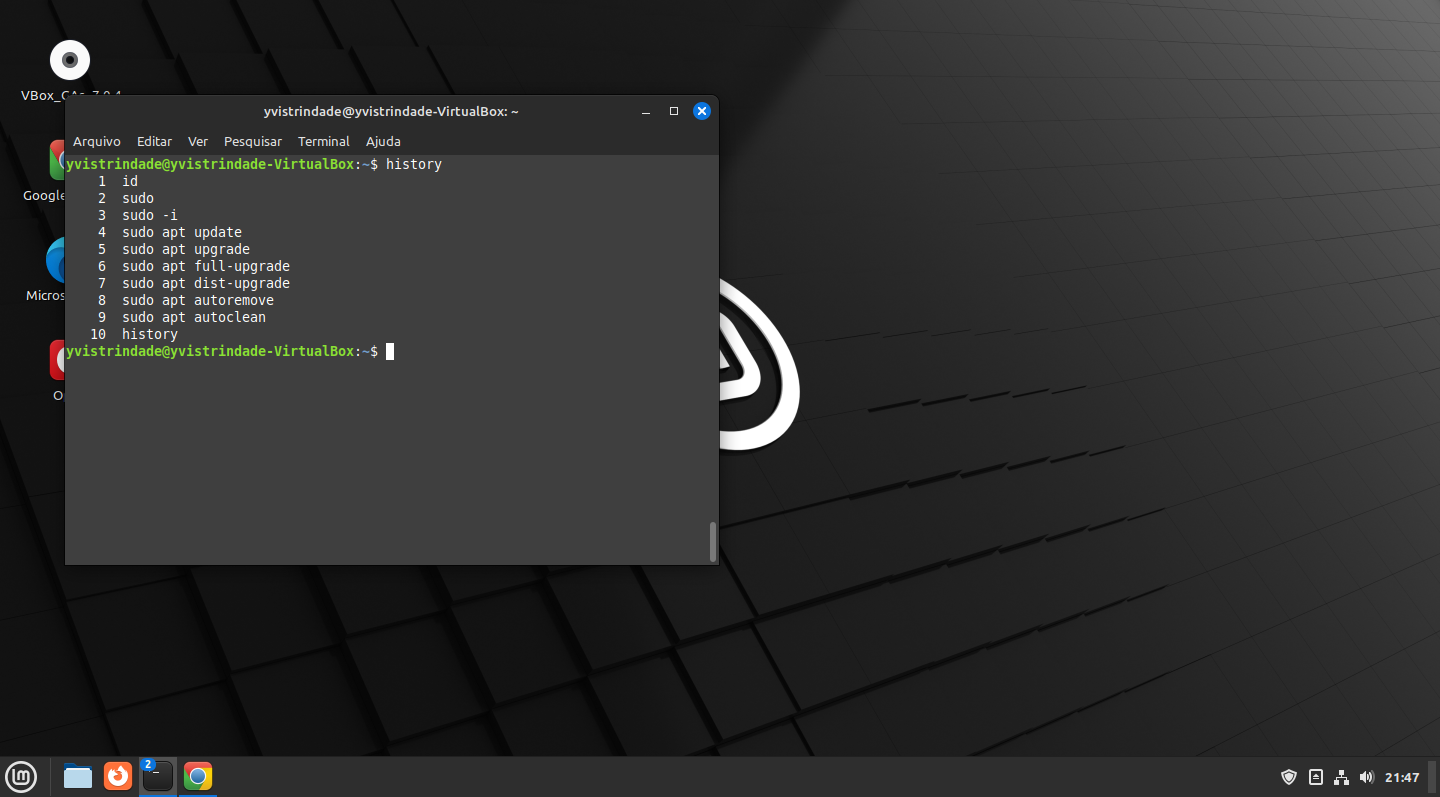 VBox_GAs_7.0.4
yvistrindade@yvistrindade-VirtualBox: ~
Arquivo Editar Ver Pesquisar Terminal Ajuda
yvistrindade@yvistrindade-VirtualBox:~$ history
1 id
2 sudo
3 sudo -i
4 sudo apt update
5 sudo apt upgrade
6 sudo apt full-upgrade
7 sudo apt dist-upgrade
8 sudo apt autoremove
9 sudo apt autoclean
10 history
yvistrindade@yvistrindade-VirtualBox:~$
Google
Micros
O
2
21:47